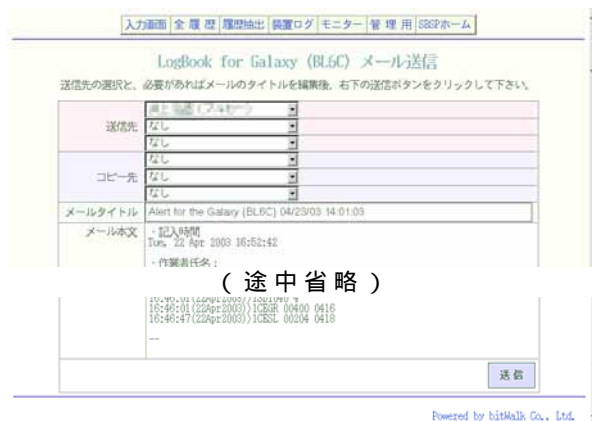 入力画面 全履歴 履歴抽出 装置ログ モニター 管理用 SBSPホーム
LogBook for Galaxy (BL6C) メール送信
送信先の選択と、必要があればメールのタイトルを編集後、右下の送信ボタンをクリックして下さい。
送信先
なし
なし
コピー先
なし
なし
なし
メールタイトル Alert for the Galaxy (BL6C) 04/23/03 14:01:03
メール本文
- 記入時間
Tue, 22 Apr 2003 16:52:42
- 作業者氏名：
(途中省略)
16:46:01(22Apr2003))1CEGR 00400 0416
16:46:47(22Apr2003))1CESL 00204 0418
--
送信
Powered by bitWalk Co., Ltd.